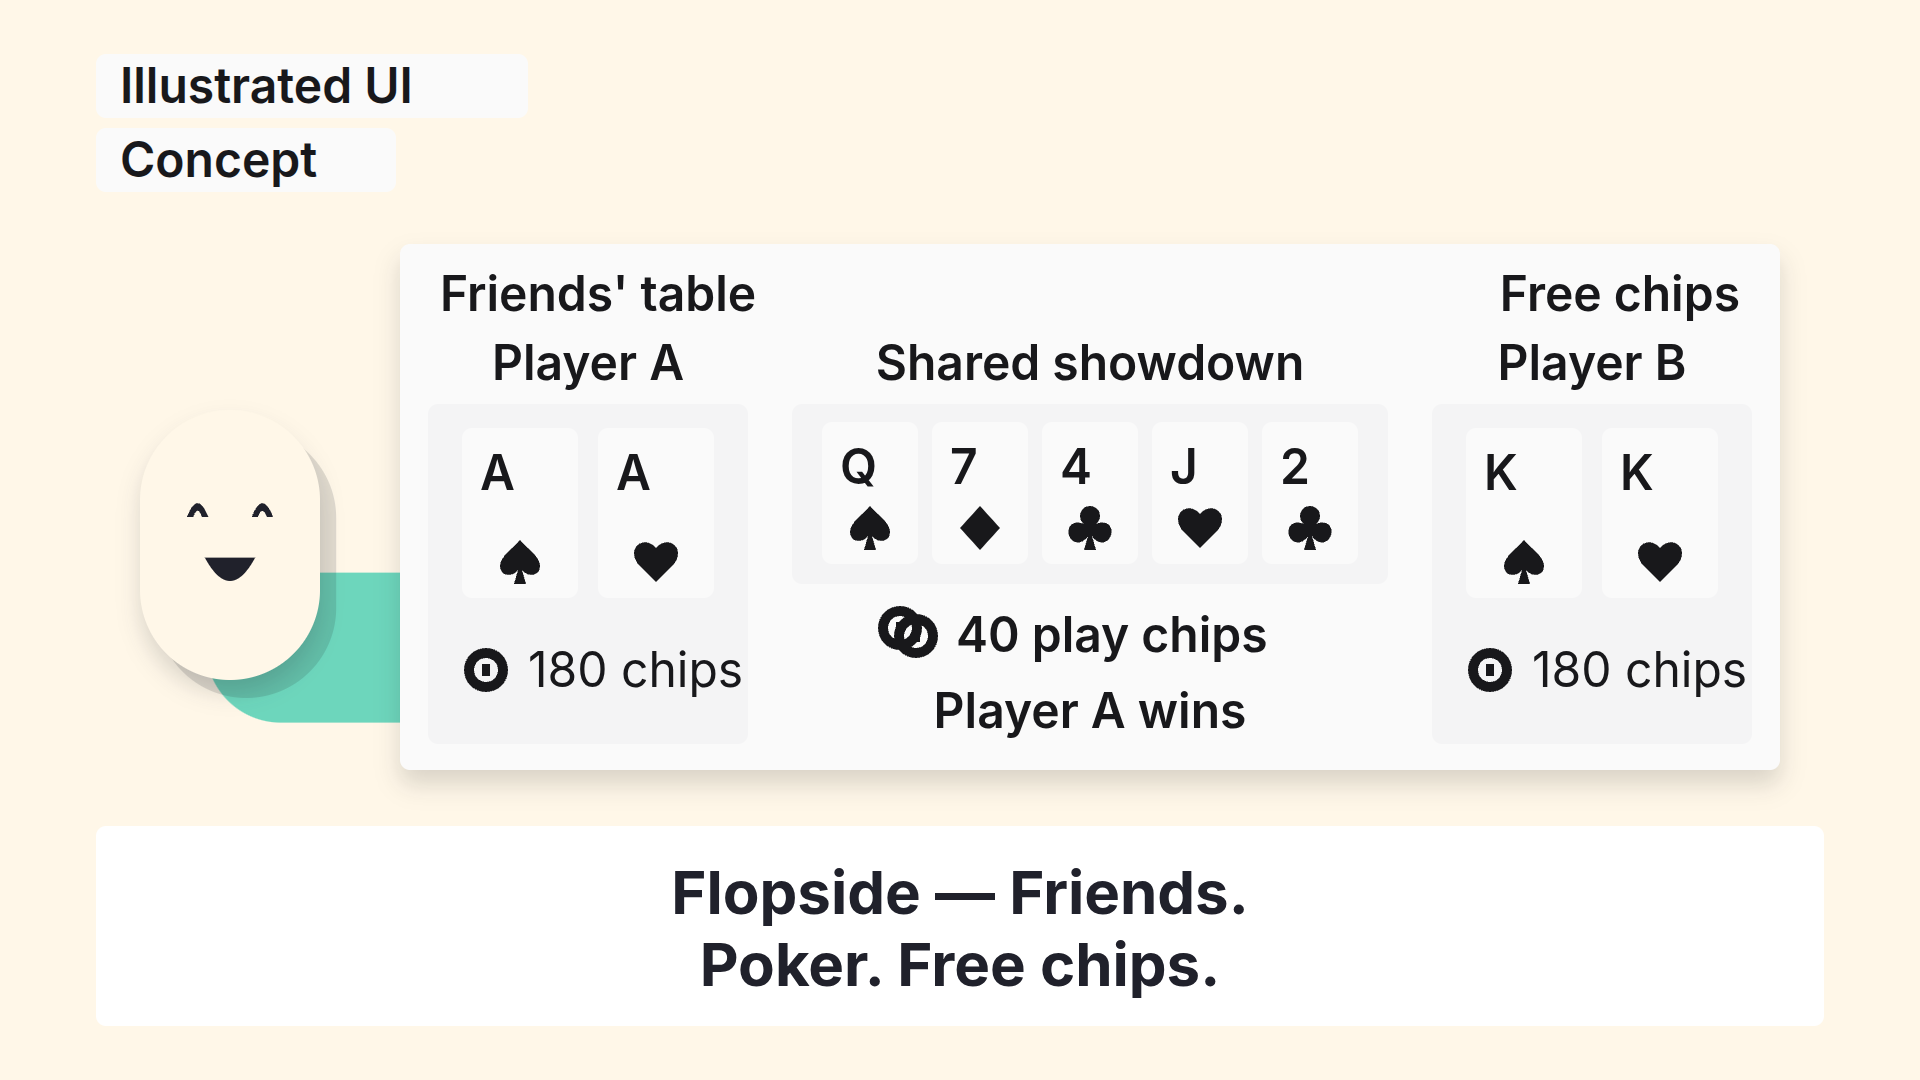 Illustrated UI
Concept
Friends' table
Free chips
Player A
Shared showdown
Player B
A
A
Q
7
4
J
2
K
K
180 chips
40 play chips
180 chips
Player A wins
Flopside — Friends.
Poker. Free chips.